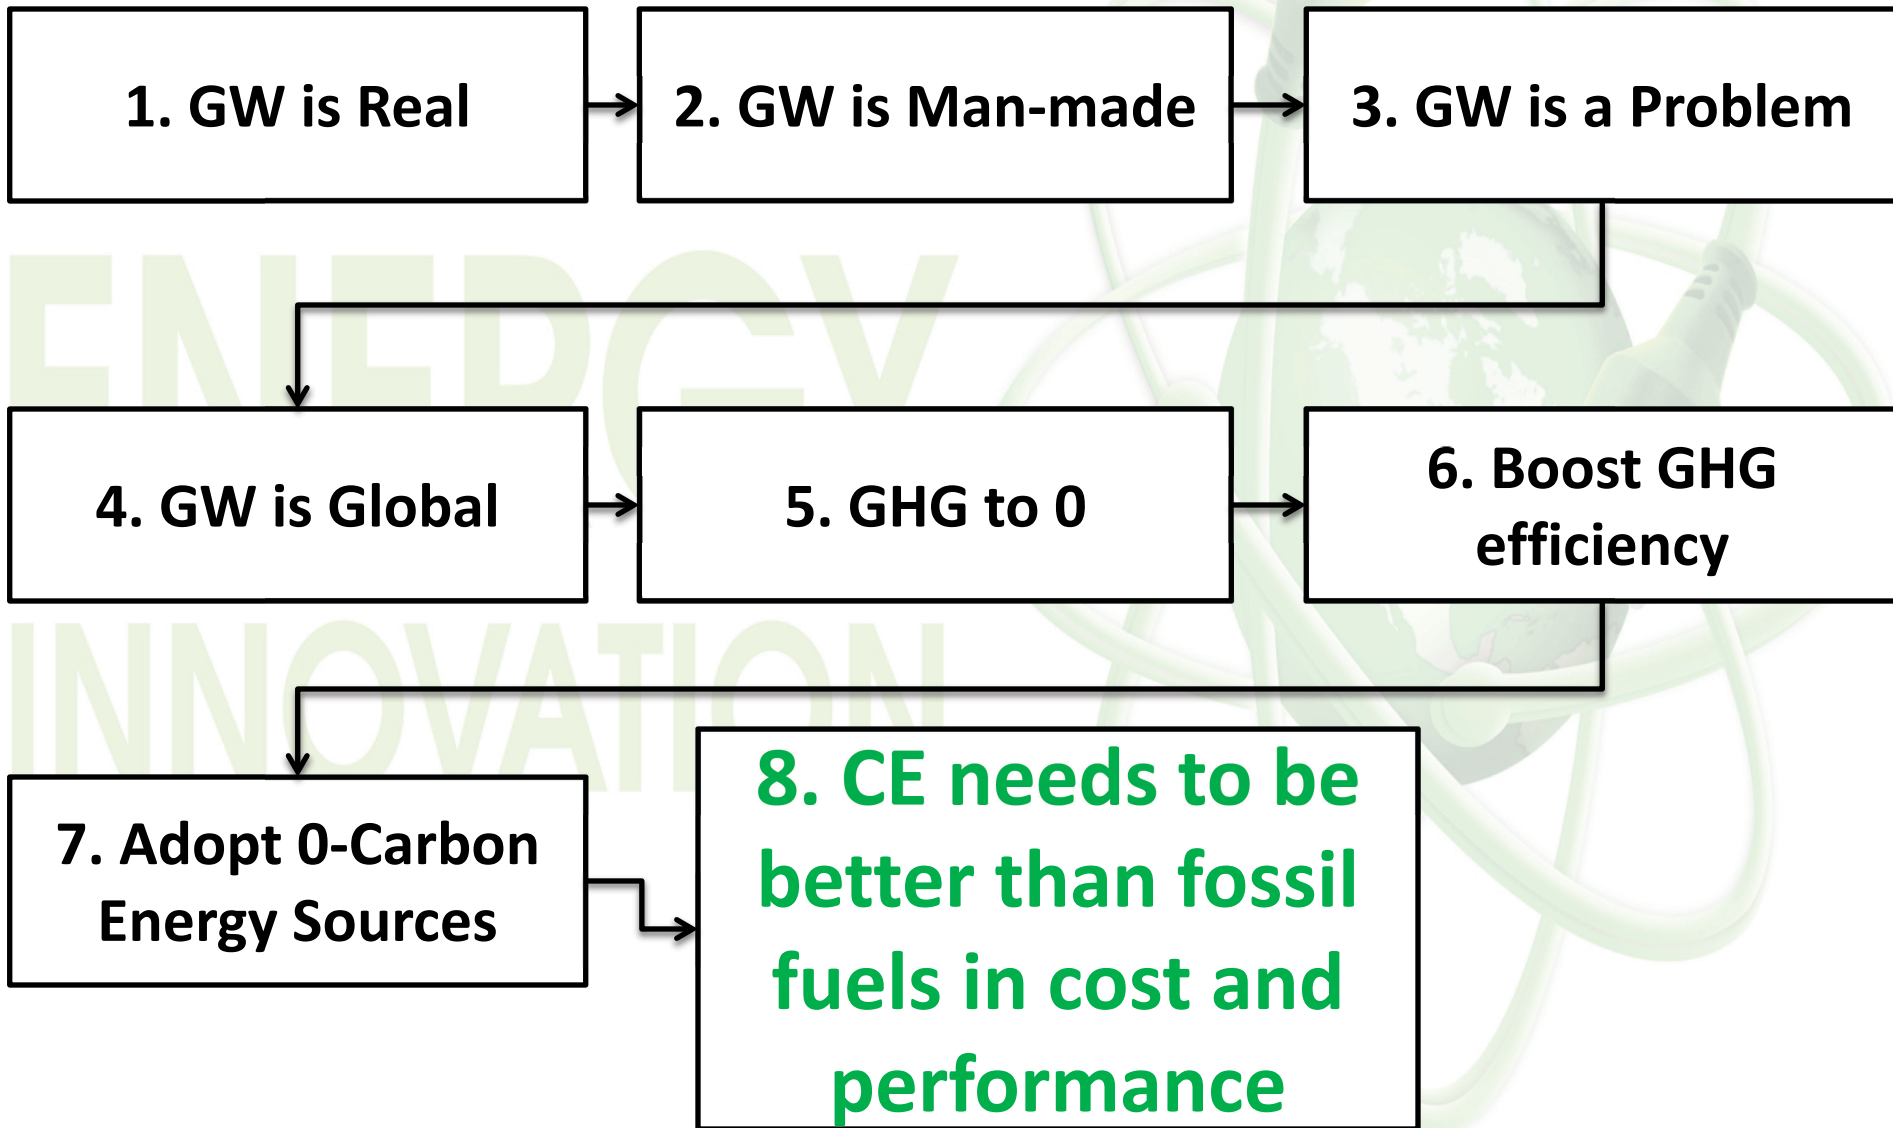 1. GW is Real
2. GW is Man-made
3. GW is a Problem
ENERGY
4. GW is Global
5. GHG to 0
6. Boost GHG
efficiency
INNOVATION
7. Adopt 0-Carbon
Energy Sources
8. CE needs to be
better than fossil
fuels in cost and
performance